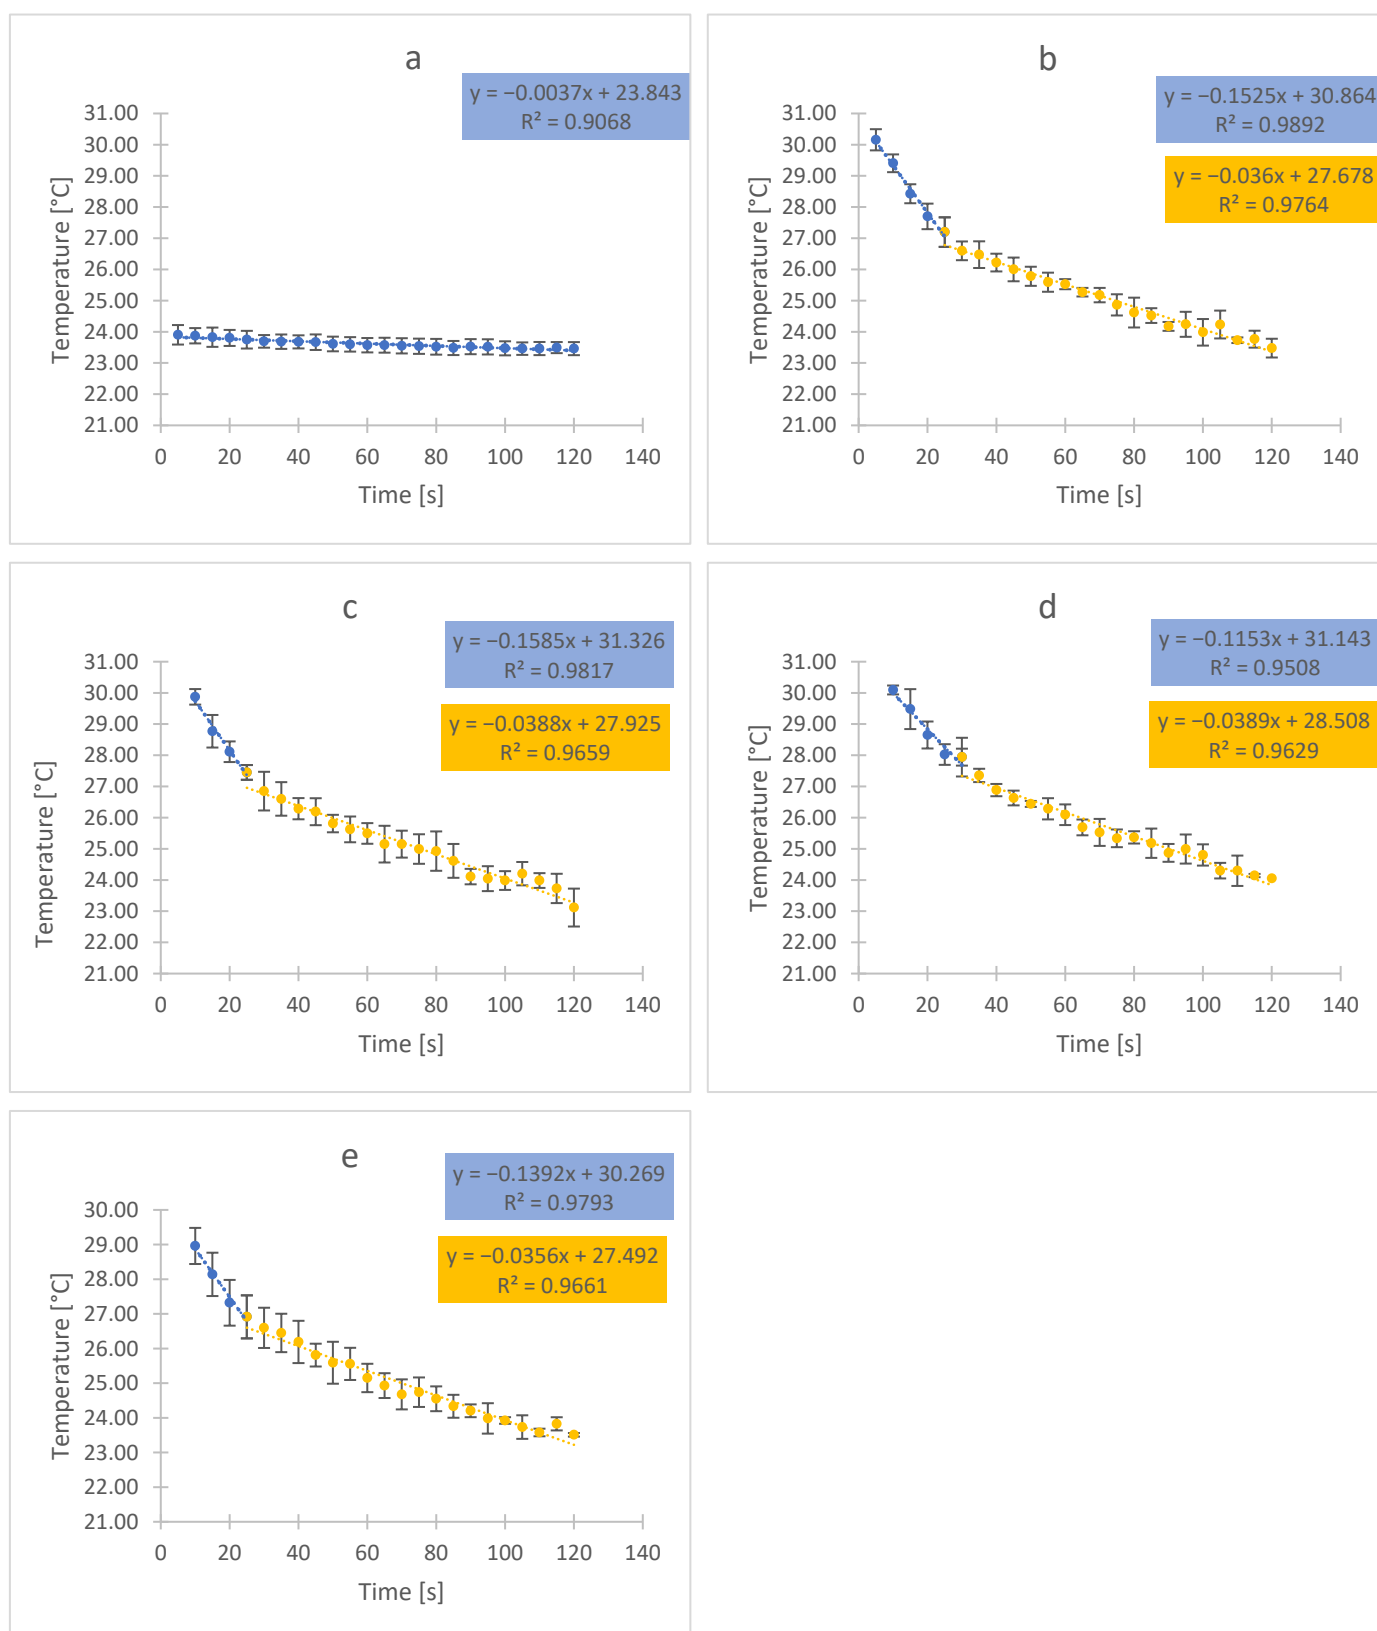 a
y = −0.0037x + 23.843
R² = 0.9068
31.00
30.00
29.00
28.00
27.00
26.00
25.00
24.00
23.00
22.00
21.00
Temperature [°C]
0 20 40 60 80 100 120 140
Time [s]
b
y = −0.1525x + 30.864
R² = 0.9892
y = −0.036x + 27.678
R² = 0.9764
31.00
30.00
29.00
28.00
27.00
26.00
25.00
24.00
23.00
22.00
21.00
Temperature [°C]
0 20 40 60 80 100 120 140
Time [s]
c
y = −0.1585x + 31.326
R² = 0.9817
y = −0.0388x + 27.925
R² = 0.9659
31.00
30.00
29.00
28.00
27.00
26.00
25.00
24.00
23.00
22.00
21.00
Temperature [°C]
0 20 40 60 80 100 120 140
Time [s]
d
y = −0.1153x + 31.143
R² = 0.9508
y = −0.0389x + 28.508
R² = 0.9629
31.00
30.00
29.00
28.00
27.00
26.00
25.00
24.00
23.00
22.00
21.00
Temperature [°C]
0 20 40 60 80 100 120 140
Time [s]
e
y = −0.1392x + 30.269
R² = 0.9793
y = −0.0356x + 27.492
R² = 0.9661
30.00
29.00
28.00
27.00
26.00
25.00
24.00
23.00
22.00
21.00
Temperature [°C]
0 20 40 60 80 100 120 140
Time [s]